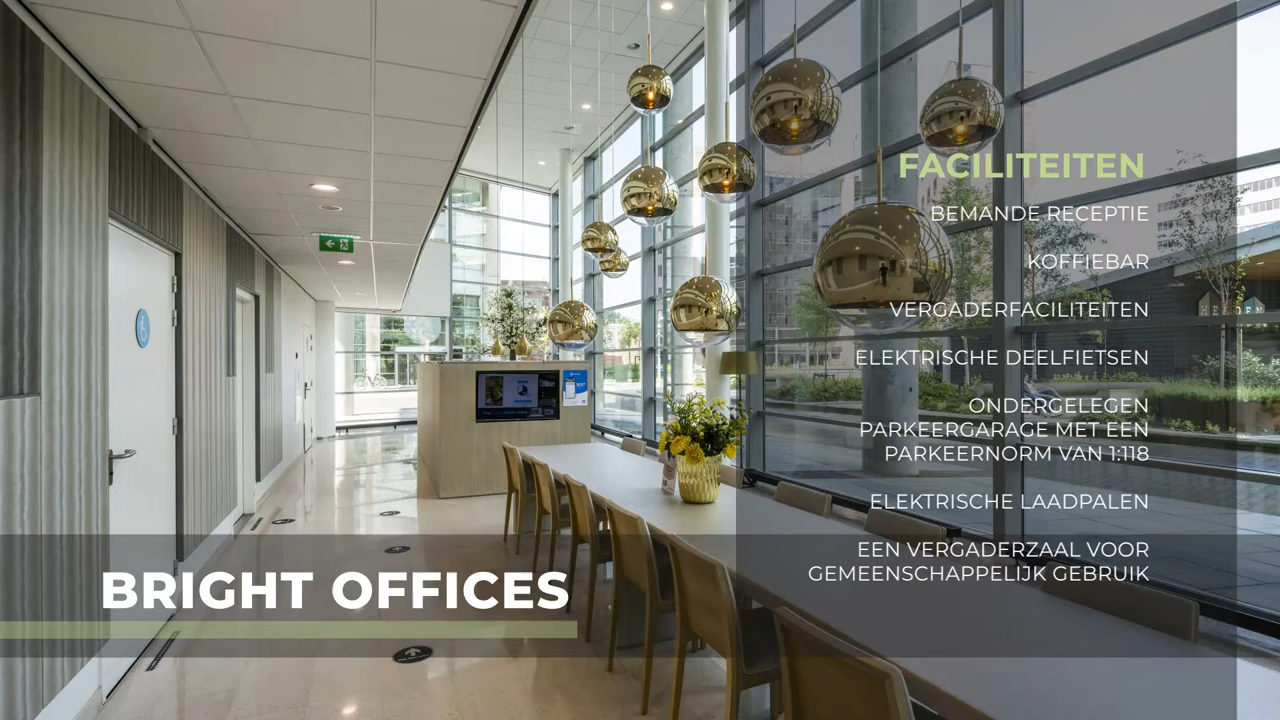 FACILITEITEN
BEMANDE RECEPTIE
KOFFIEBAR
VERGADERFACILITEITEN
ELEKTRISCHE DEELFIETSEN
ONDERGELEGEN
PARKEERGARAGE MET EEN
PARKEERNORM VAN 1:118
ELEKTRISCHE LAADPALEN
EEN VERGADERZAAL VOOR
GEMEENSCHAPPELIJK GEBRUIK
BRIGHT OFFICES